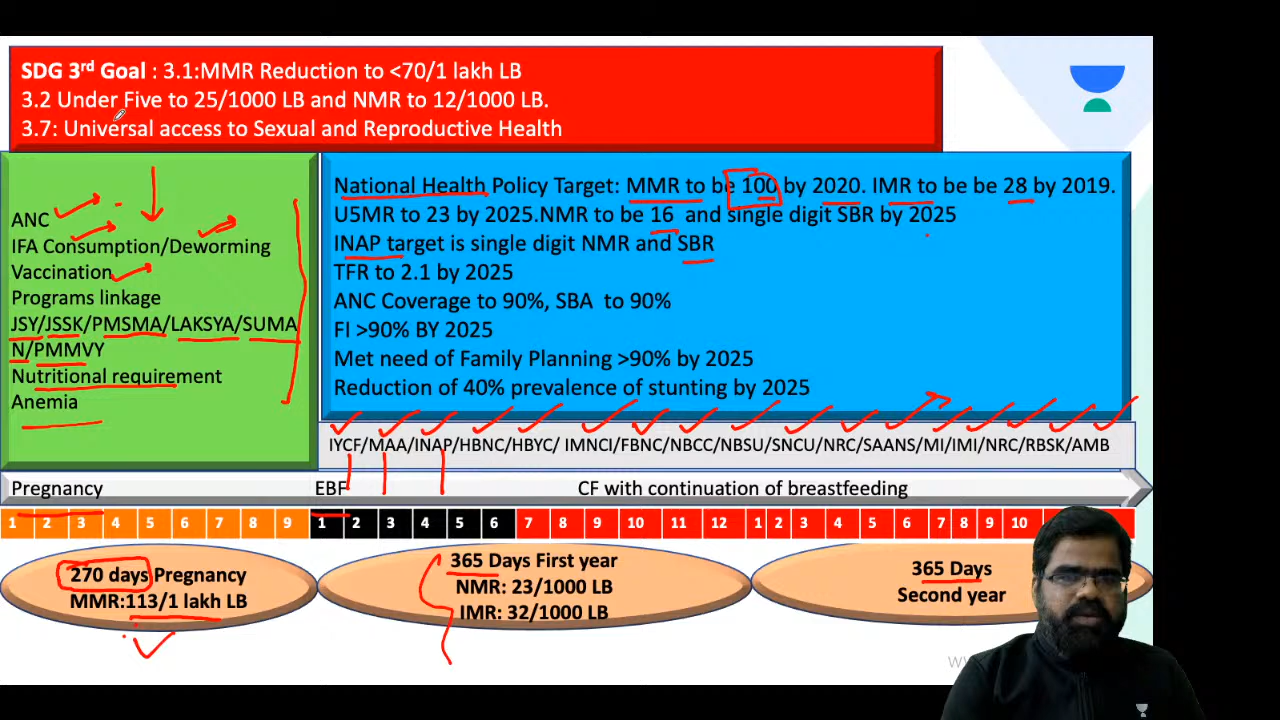 SDG 3rd Goal : 3.1:MMR Reduction to <70/1 lakh LB
3.2 Under Five to 25/1000 LB and NMR to 12/1000 LB.
3.7: Universal access to Sexual and Reproductive Health
ANC
IFA Consumption/Deworming
Vaccination
Programs linkage
JSY/JSSK/PMSMA/LAKSYA/SUMA
N/PMMVY
Nutritional requirement
Anemia
National Health Policy Target: MMR to be 100 by 2020. IMR to be be 28 by 2019.
U5MR to 23 by 2025.NMR to be 16 and single digit SBR by 2025
INAP target is single digit NMR and SBR
TFR to 2.1 by 2025
ANC Coverage to 90%, SBA to 90%
FI >90% BY 2025
Met need of Family Planning >90% by 2025
Reduction of 40% prevalence of stunting by 2025
IYCF/MAA/INAP/HBNC/HBYC/ IMNCI/FBNC/NBCC/NBSU/SNCU/NRC/SAANS/MI/IMI/NRC/RBSK/AMB
Pregnancy EBF CF with continuation of breastfeeding
1 2 3 4 5 6 7 8 9 1 2 3 4 5 6 7 8 9 10 11 12 1 2 3 4 5 6 7 8 9 10
270 days Pregnancy
MMR:113/1 lakh LB
365 Days First year
NMR: 23/1000 LB
IMR: 32/1000 LB
365 Days
Second year